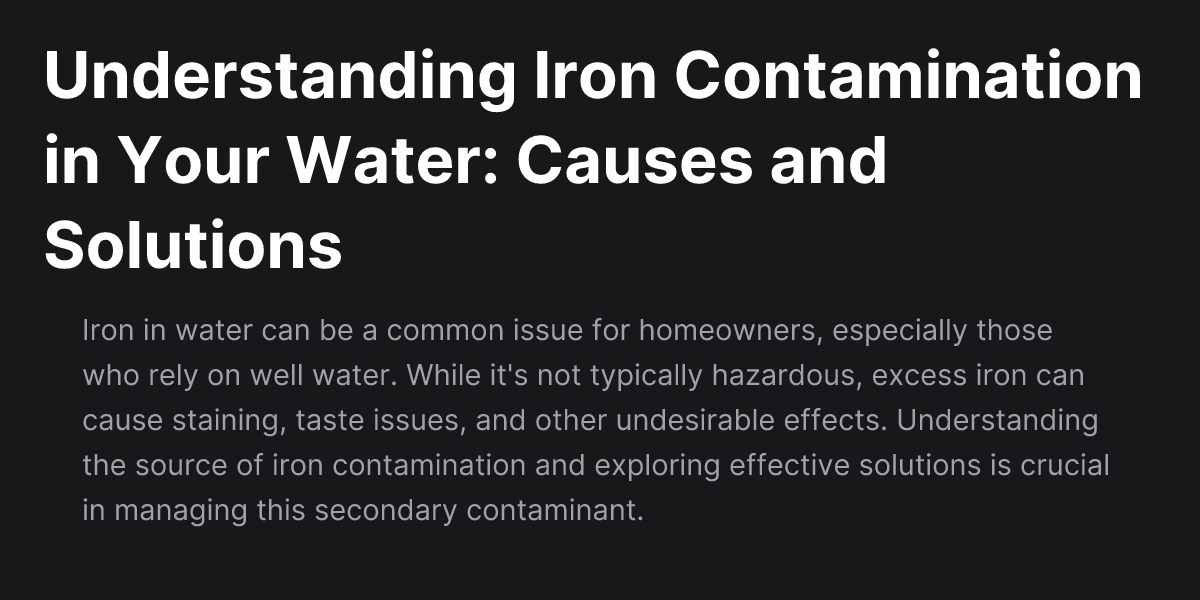 Understanding Iron Contamination
in Your Water: Causes and
Solutions
Iron in water can be a common issue for homeowners, especially those
who rely on well water. While it's not typically hazardous, excess iron can
cause staining, taste issues, and other undesirable effects. Understanding
the source of iron contamination and exploring effective solutions is crucial
in managing this secondary contaminant.